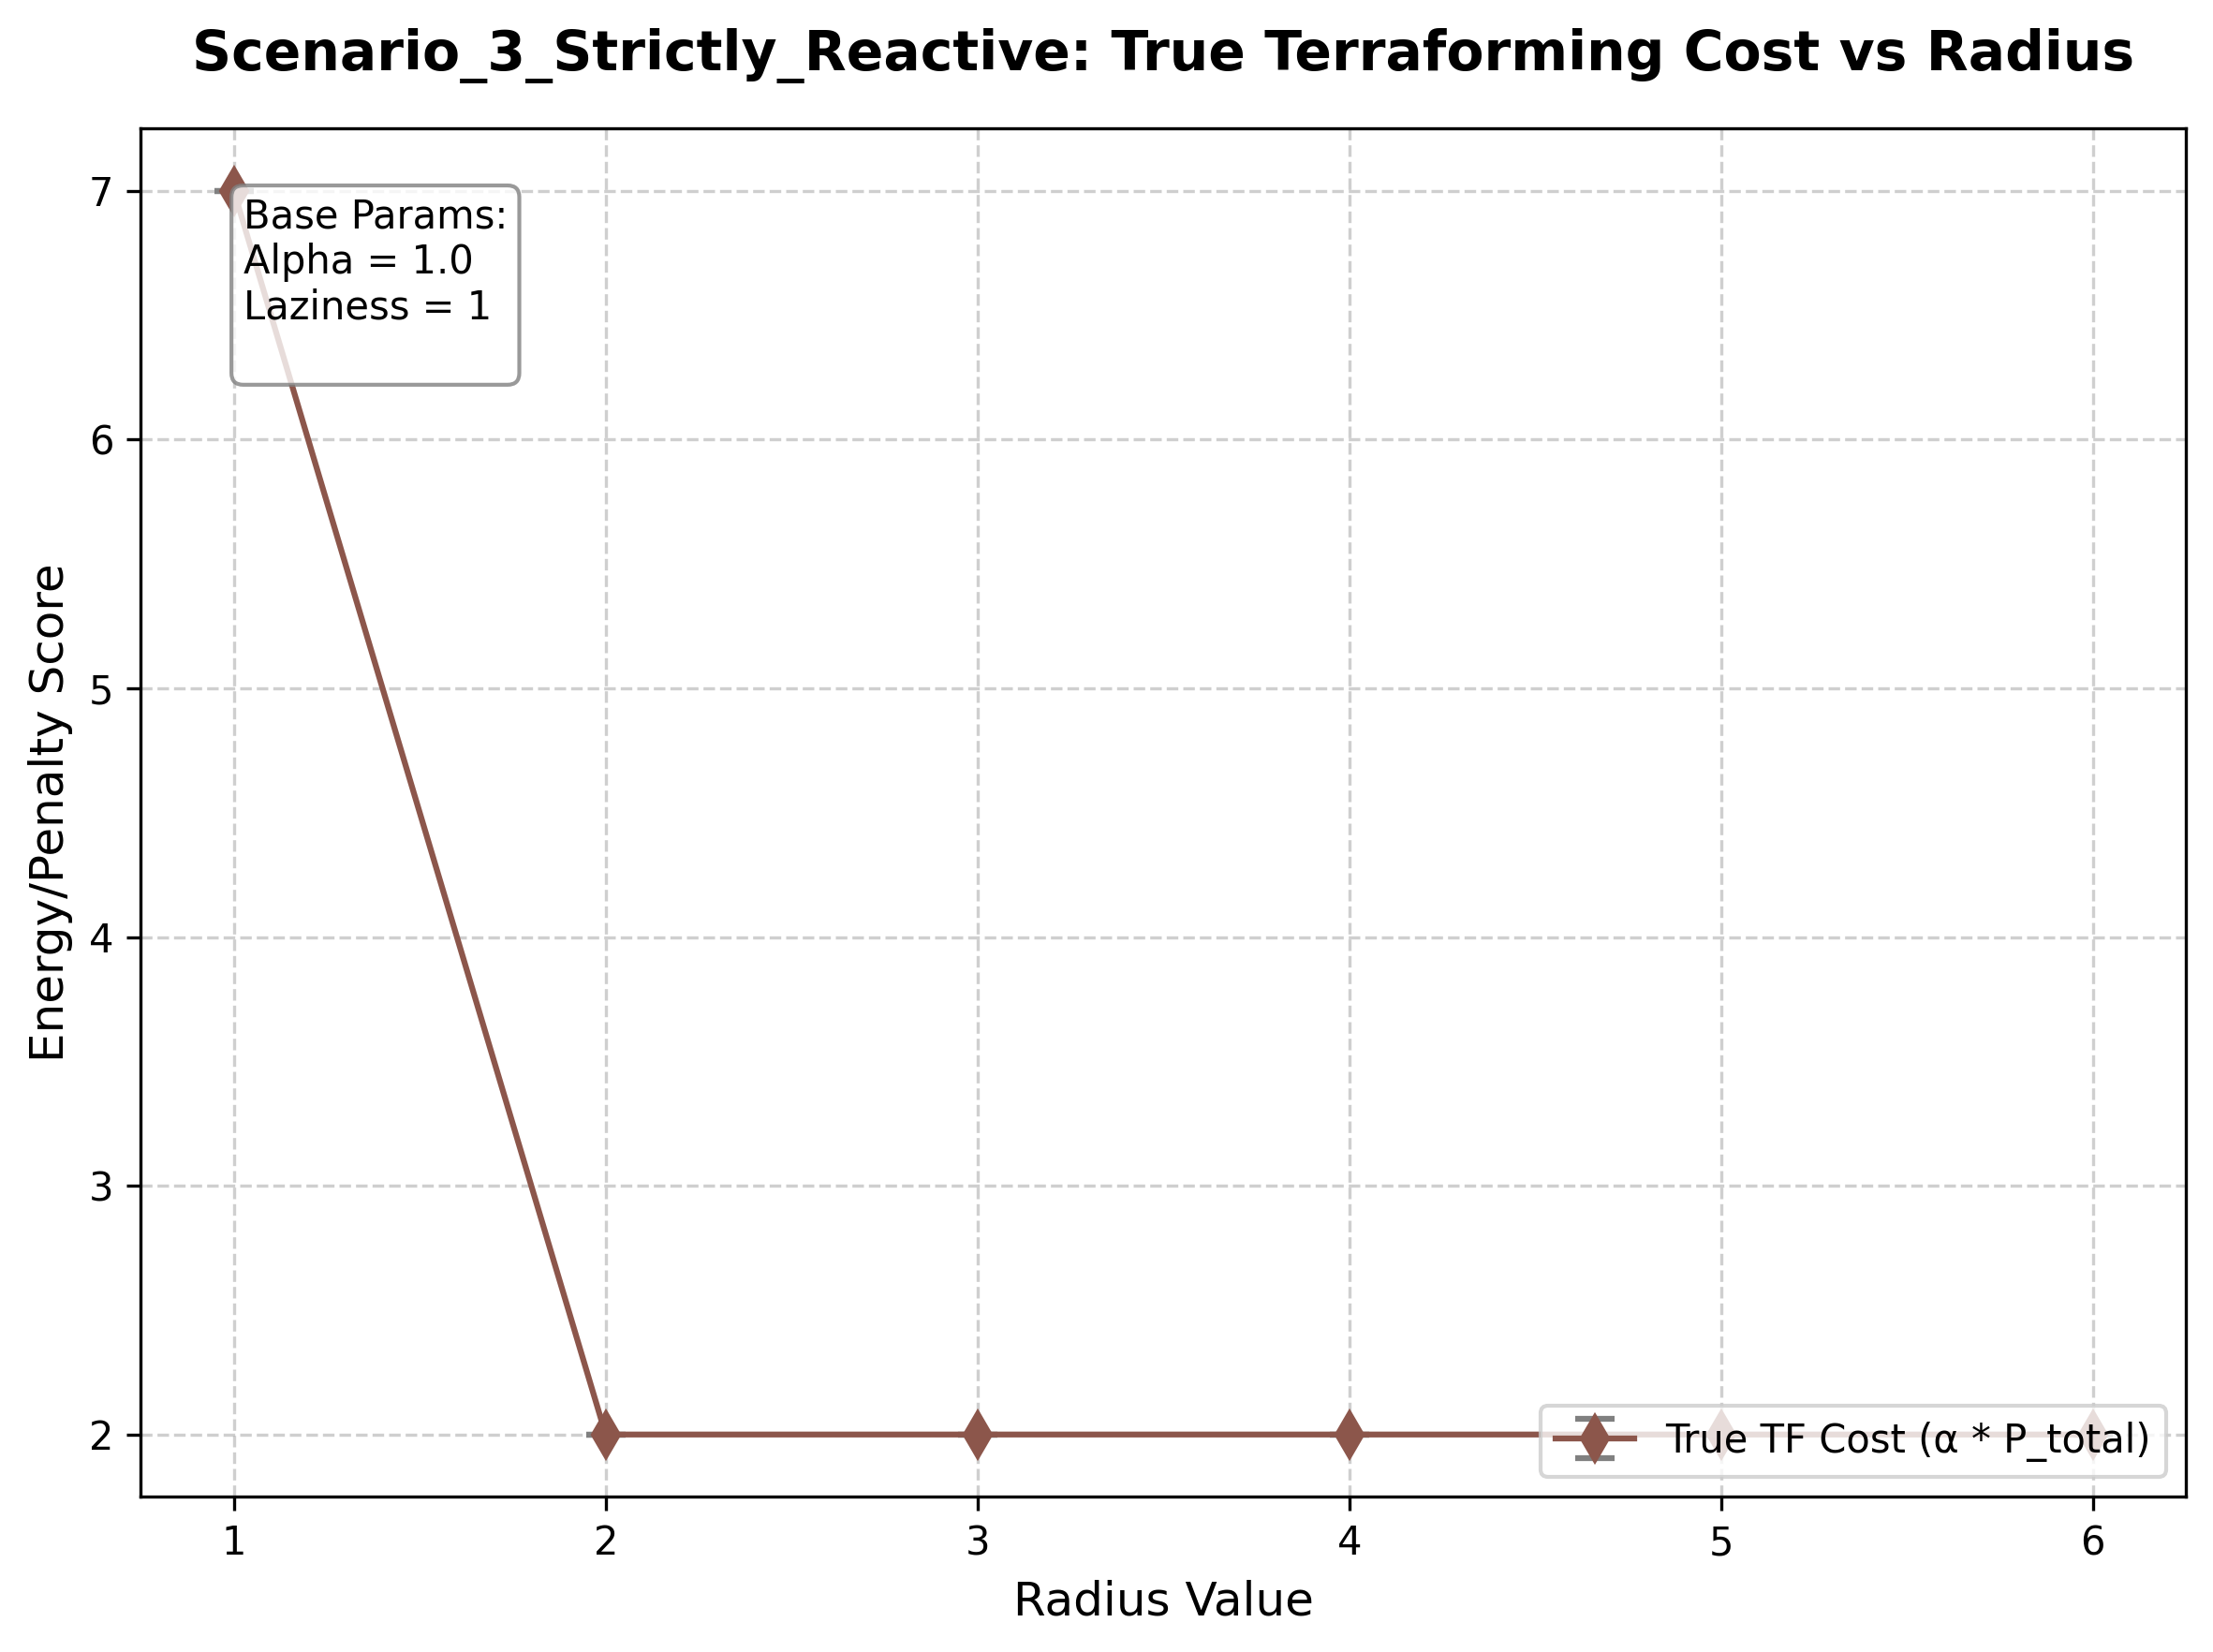 Scenario_3_Strictly_Reactive: True Terraforming Cost vs Radius
Energy/Penalty Score
7
6
5
4
3
2
Base Params:
Alpha = 1.0
Laziness = 1
True TF Cost (α * P_total)
1
2
3
4
5
6
Radius Value